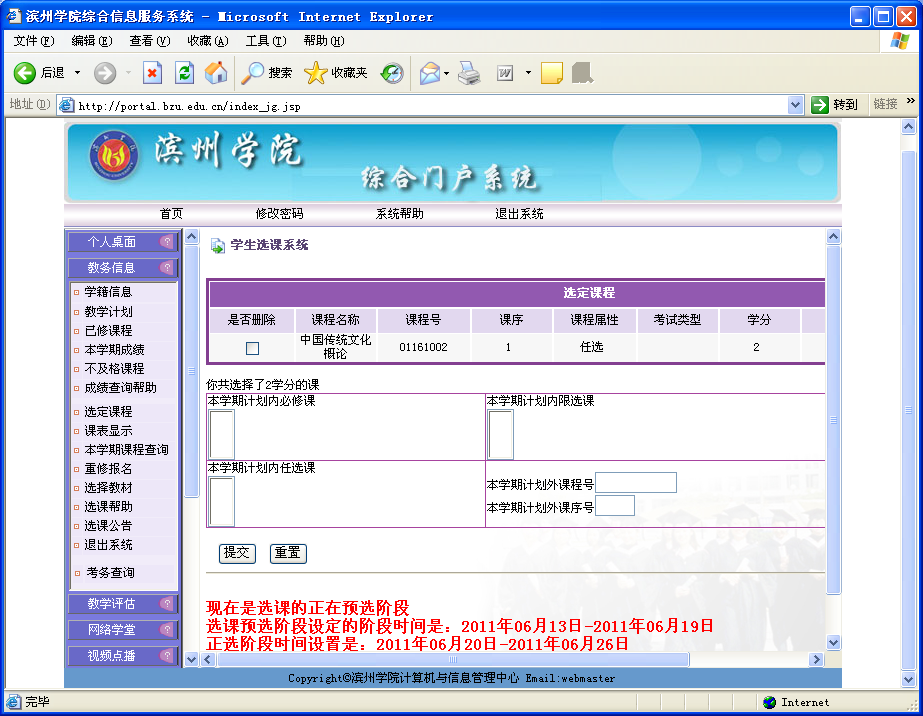 滨州学院综合信息服务系统 - Microsoft Internet Explorer
文件(F) 编辑(E) 查看(V) 收藏(A) 工具(T) 帮助(H)
后退 搜索 收藏夹
地址(D) http://portal.bzu.edu.cn/index_jg.jsp 转到 链接 »
滨州学院
综合门户系统
首页 修改密码 系统帮助 退出系统
个人桌面
教务信息
学籍信息
教学计划
已修课程
本学期成绩
不及格课程
成绩查询帮助
选定课程
课表显示
本学期课程查询
重修报名
选择教材
选课帮助
选课公告
退出系统
考务查询
教学评估
网络学堂
视频点播
学生选课系统
选定课程
是否删除 课程名称 课程号 课序 课程属性 考试类型 学分
中国传统文化概论 01161002 1 任选 2
你共选择了2学分的课
本学期计划内必修课 本学期计划内限选课
本学期计划内任选课
本学期计划外课程号
本学期计划外课序号
提交 重置
现在是选课的正在预选阶段
选课预选阶段设定的阶段时间是：2011年06月13日-2011年06月19日
正选阶段时间设置是：2011年06月20日-2011年06月26日
Copyright©滨州学院计算机与信息管理中心 Email:webmaster
完毕 Internet